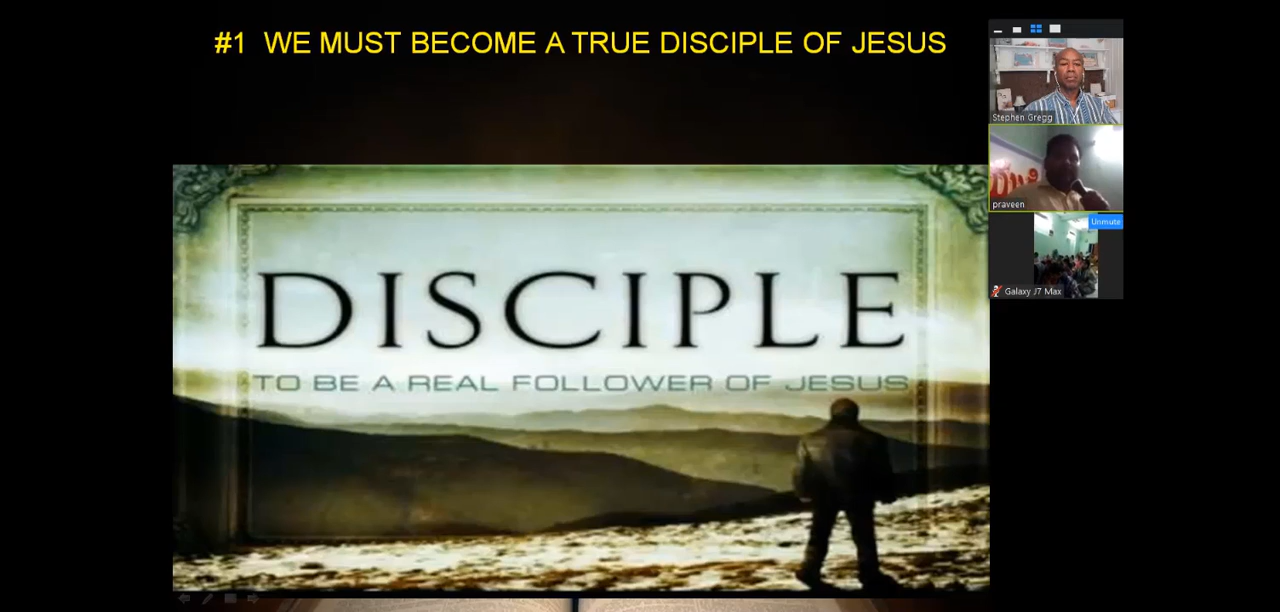 #1 WE MUST BECOME A TRUE DISCIPLE OF JESUS
DISCIPLE
TO BE A REAL FOLLOWER OF JESUS
Stephen Gregg
praveen
Unmute
Galaxy J7 Max